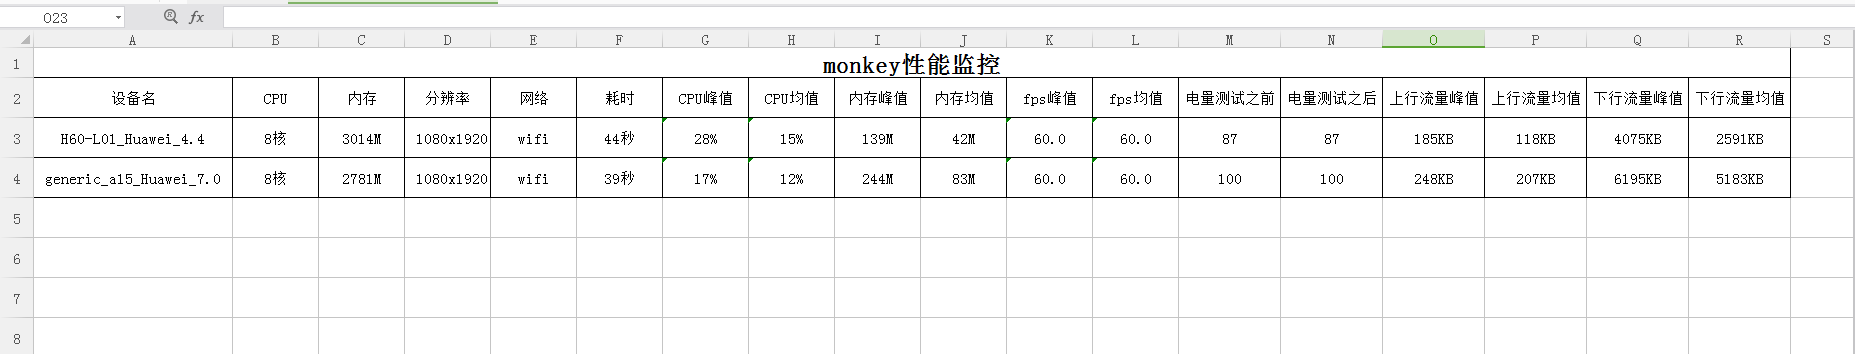 O23 fx
A B C D E F G H I J K L M N O P Q R S
1 monkey性能监控
2 设备名 CPU 内存 分辨率 网络 耗时 CPU峰值 CPU均值 内存峰值 内存均值 fps峰值 fps均值 电量测试之前 电量测试之后 上行流量峰值 上行流量均值 下行流量峰值 下行流量均值
3 H60-L01_Huawei_4.4 8核 3014M 1080x1920 wifi 44秒 28% 15% 139M 42M 60.0 60.0 87 87 185KB 118KB 4075KB 2591KB
4 generic_a15_Huawei_7.0 8核 2781M 1080x1920 wifi 39秒 17% 12% 244M 83M 60.0 60.0 100 100 248KB 207KB 6195KB 5183KB
5
6
7
8